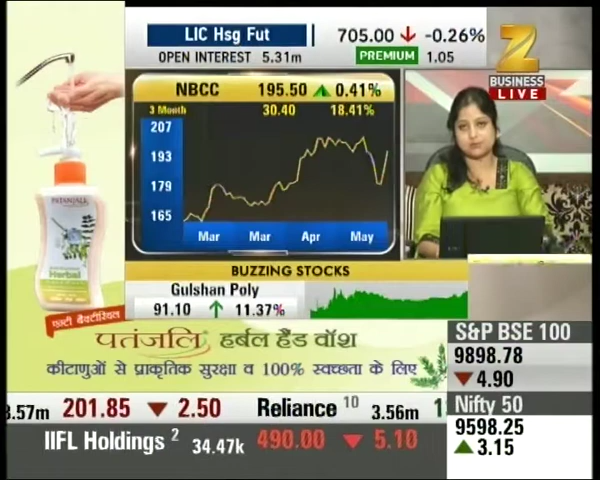 LIC Hsg Fut
705.00 -0.26%
OPEN INTEREST 5.31m
PREMIUM 1.05
Z
BUSINESS
LIVE
NBCC 195.50 0.41%
3 Month 30.40 18.41%
207
193
179
165
Mar Mar Apr May
PATANJALI
Herbal
एन्टी बैक्टीरियल
BUZZING STOCKS
Gulshan Poly
91.10 11.37%
पतंजलि हर्बल हैंड वॉश
कीटाणुओं से प्राकृतिक सुरक्षा व 100% स्वच्छता के लिए
S&P BSE 100
9898.78
4.90
Nifty 50
9598.25
3.15
3.57m 201.85 2.50 Reliance 10 3.56m
IIFL Holdings 2 34.47k 490.00 5.10